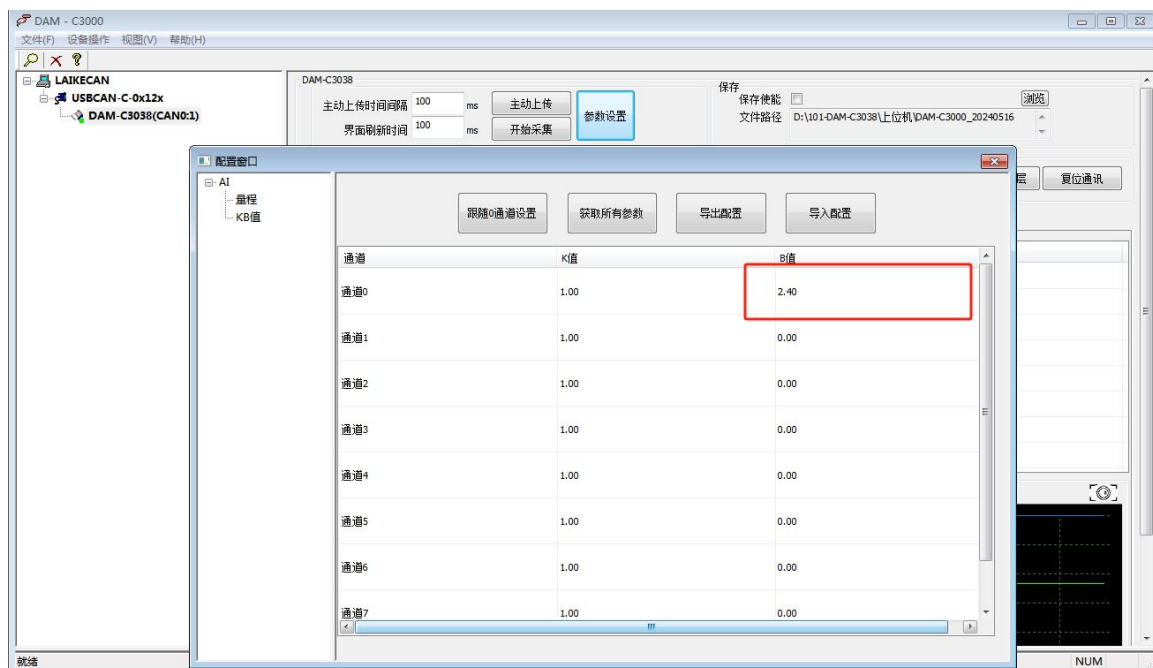 DAM - C3000
文件(F) 设备操作 视图(V) 帮助(H)
LAIKECAN
USBCAN-C-0x12x
DAM-C3038(CAN0:1)
DAM-C3038
主动上传时间间隔 100 ms 主动上传
界面刷新时间 100 ms 开始采集
参数设置
保存
保存使能 浏览
文件路径 D:\101-DAM-C3038\上位机\DAM-C3000_20240516
层 复位通讯
配置窗口
AI
量程
KB值
跟随0通道设置 获取所有参数 导出配置 导入配置
通道 K值 B值
通道0 1.00 2.40
通道1 1.00 0.00
通道2 1.00 0.00
通道3 1.00 0.00
通道4 1.00 0.00
通道5 1.00 0.00
通道6 1.00 0.00
通道7 1.00 0.00
就绪 NUM